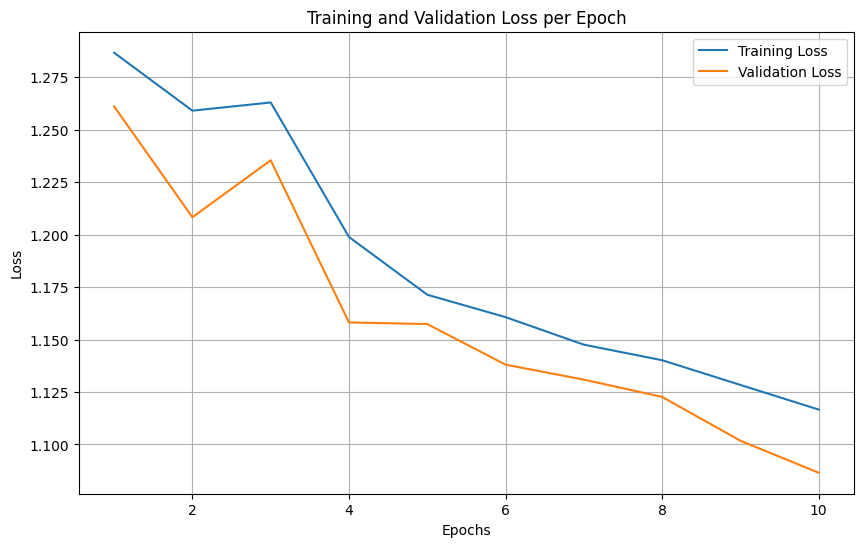 Training and Validation Loss per Epoch
Training Loss
Validation Loss
1.275
1.250
1.225
1.200
1.175
1.150
1.125
1.100
Loss
2
4
6
8
10
Epochs